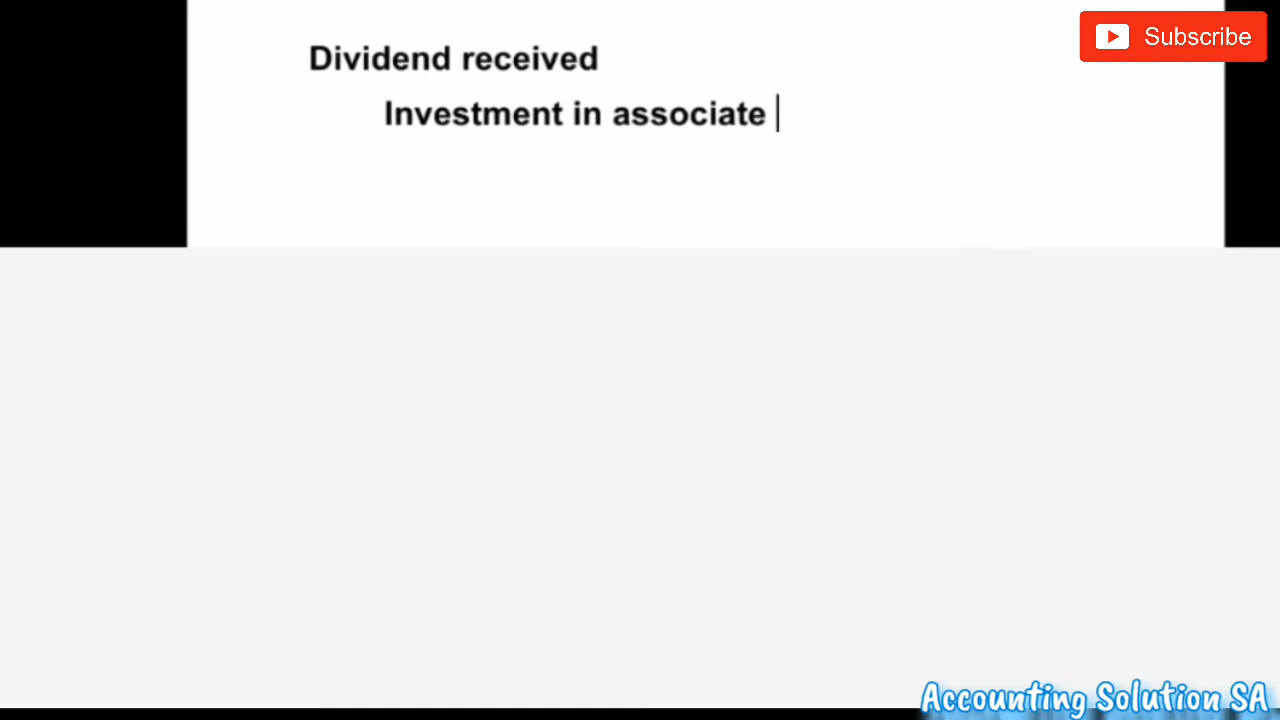 Subscribe
Dividend received
Investment in associate
Accounting Solution SA